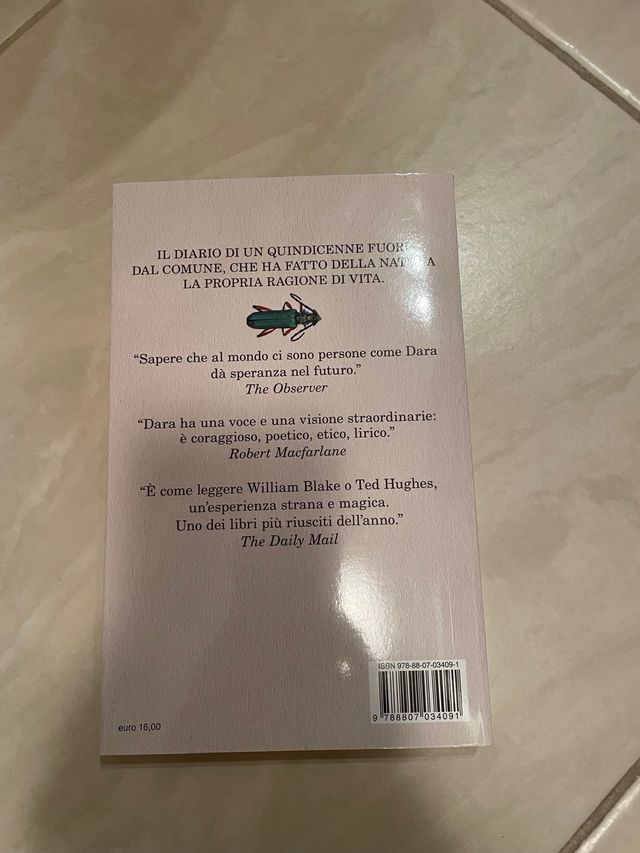 IL DIARIO DI UN QUINDICENNE FUORI
DAL COMUNE, CHE HA FATTO DELLA NATURA
LA PROPRIA RAGIONE DI VITA.
“Sapere che al mondo ci sono persone come Dara
dà speranza nel futuro.”
The Observer
“Dara ha una voce e una visione straordinarie:
è coraggioso, poetico, etico, lirico.”
Robert Macfarlane
“È come leggere William Blake o Ted Hughes,
un’esperienza strana e magica.
Uno dei libri più riusciti dell’anno.”
The Daily Mail
ISBN 978-88-07-03409-1
9 788807 034091
euro 16,00